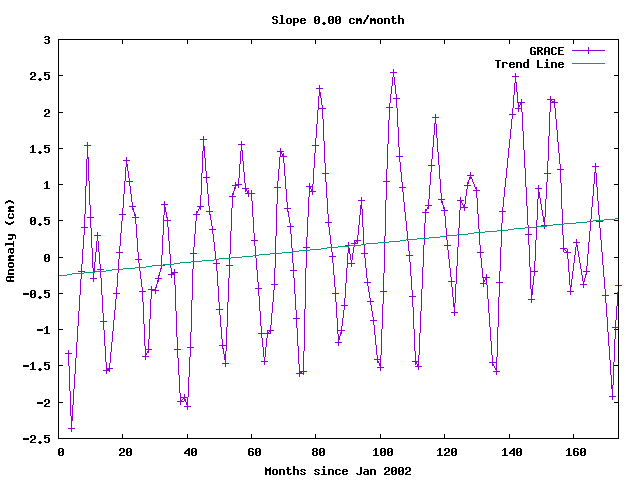 Slope 0.00 cm/month
GRACE
Trend Line
3
2.5
2
1.5
1
0.5
0
-0.5
-1
-1.5
-2
-2.5
Anomaly (cm)
0 20 40 60 80 100 120 140 160
Months since Jan 2002